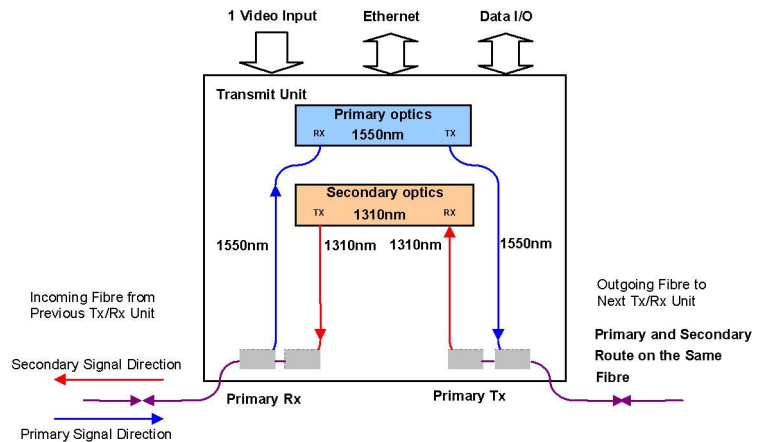 1 Video Input
Ethernet
Data I/O
Transmit Unit
Primary optics
RX
1550nm
TX
Secondary optics
TX
1310nm
RX
1550nm
1310nm
1310nm
1550nm
Incoming Fibre from
Previous Tx/Rx Unit
Outgoing Fibre to
Next Tx/Rx Unit
Primary and Secondary
Route on the Same
Fibre
Secondary Signal Direction
Primary Rx
Primary Tx
Primary Signal Direction